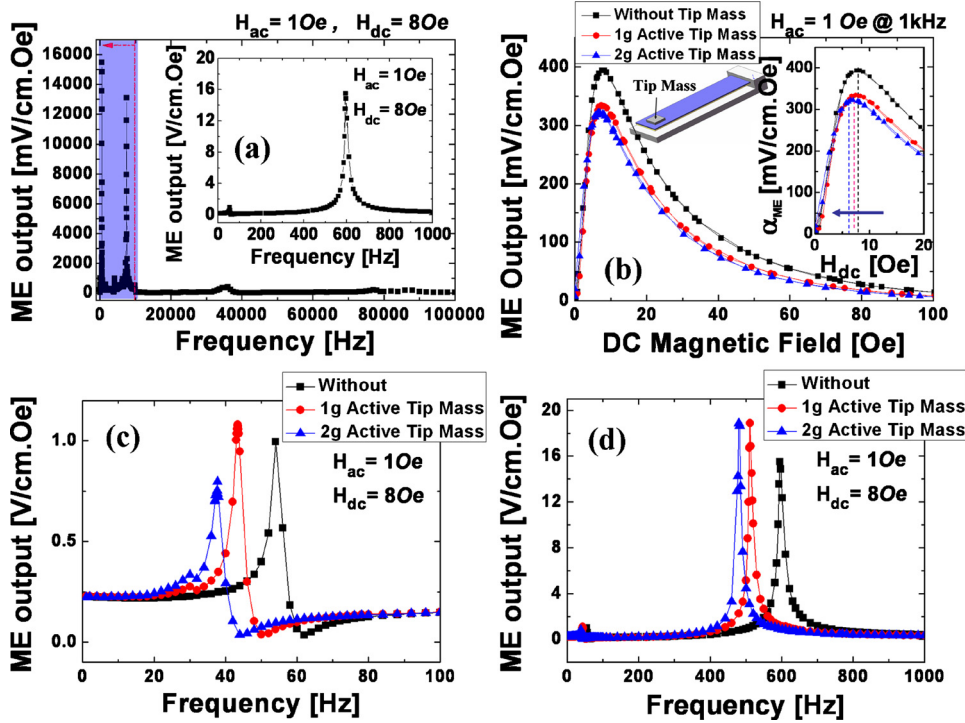 H_ac = 1Oe , H_dc = 8Oe
ME output [mV/cm.Oe]
16000
14000
12000
10000
8000
6000
4000
2000
0
0 20000 40000 60000 80000 100000
Frequency [Hz]
(a)
ME output [V/cm.Oe]
20
16
12
8
4
0
0 200 400 600 800 1000
Frequency [Hz]
H_ac = 1Oe
H_dc = 8Oe
Without Tip Mass
1g Active Tip Mass
2g Active Tip Mass
H_ac = 1 Oe @ 1kHz
ME Output [mV/cm.Oe]
400
350
300
250
200
150
100
50
0
0 20 40 60 80 100
DC Magnetic Field [Oe]
Tip Mass
(b)
α_ME [mV/cm.Oe]
400
300
200
100
0
0 10 20
H_dc [Oe]
Without
1g Active Tip Mass
2g Active Tip Mass
(c)
H_ac = 1Oe
H_dc = 8Oe
ME output [V/cm.Oe]
1.0
0.5
0.0
0 20 40 60 80 100
Frequency [Hz]
Without
1g Active Tip Mass
2g Active Tip Mass
(d)
H_ac = 1Oe
H_dc = 8Oe
ME output [V/cm.Oe]
20
16
12
8
4
0
0 200 400 600 800 1000
Frequency [Hz]